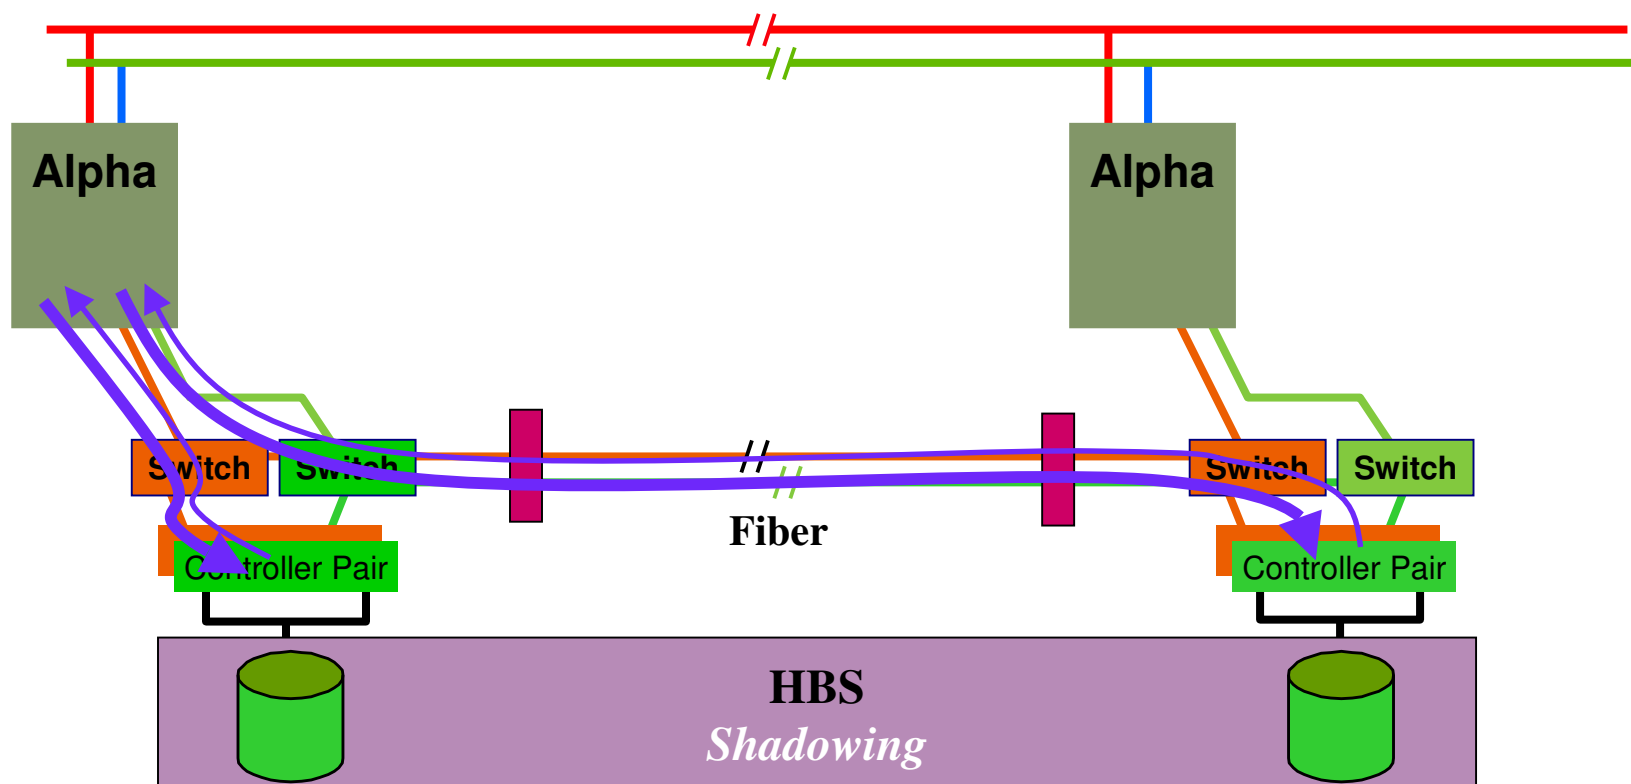 Alpha
Alpha
Switch
Switch
Switch
Switch
Fiber
Controller Pair
Controller Pair
HBS
Shadowing